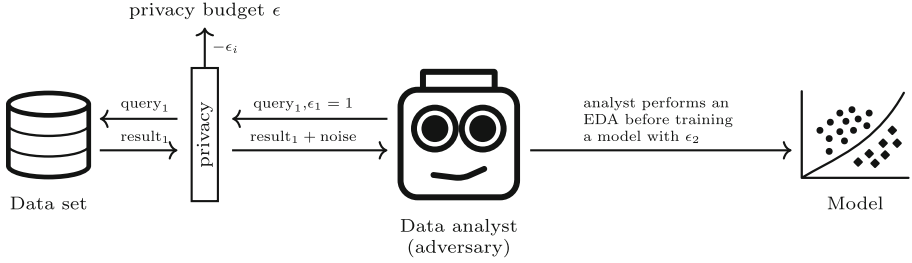 privacy budget ϵ
−ϵᵢ
query₁
query₁,ϵ₁ = 1
result₁
result₁ + noise
privacy
analyst performs an
EDA before training
a model with ϵ₂
Data set
Data analyst
(adversary)
Model